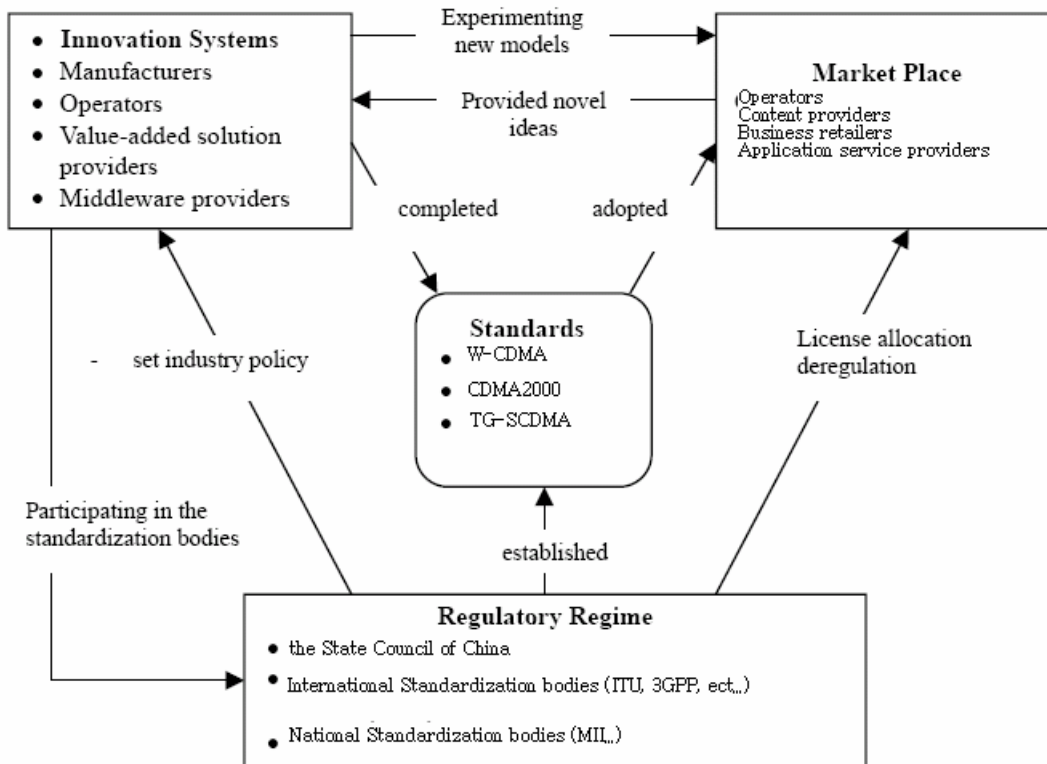 Innovation Systems
Manufacturers
Operators
Value-added solution
providers
Middleware providers
Experimenting
new models
Provided novel
ideas
Market Place
Operators
Content providers
Business retailers
Application service providers
completed
adopted
Standards
W-CDMA
CDMA2000
TG-SCDMA
- set industry policy
License allocation
deregulation
Participating in the
standardization bodies
established
Regulatory Regime
the State Council of China
International Standardization bodies (ITU, 3GPP, ect...)
National Standardization bodies (MII...)